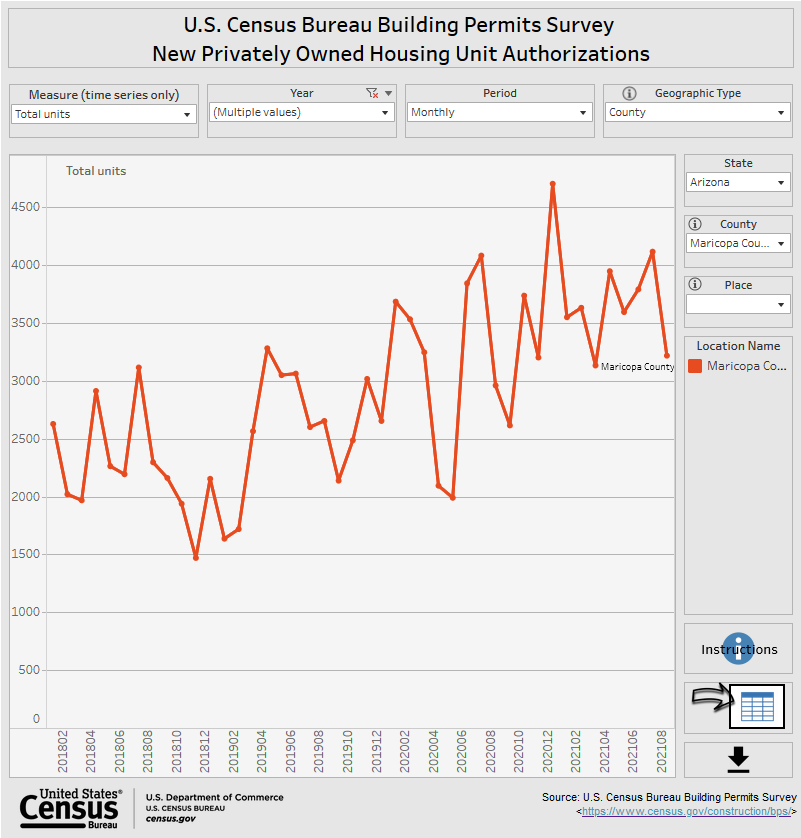 U.S. Census Bureau Building Permits Survey
New Privately Owned Housing Unit Authorizations
Measure (time series only)
Total units
Year
(Multiple values)
Period
Monthly
Geographic Type
County
Total units
4500
4000
3500
3000
2500
2000
1500
1000
500
0
Maricopa County
201802
201804
201806
201808
201810
201812
201902
201904
201906
201908
201910
201912
202002
202004
202006
202008
202010
202012
202102
202104
202106
202108
State
Arizona
County
Maricopa Cou...
Place
Location Name
Maricopa Co...
Instructions
United States®
Census
Bureau
U.S. Department of Commerce
U.S. CENSUS BUREAU
census.gov
Source: U.S. Census Bureau Building Permits Survey
<https://www.census.gov/construction/bps/>